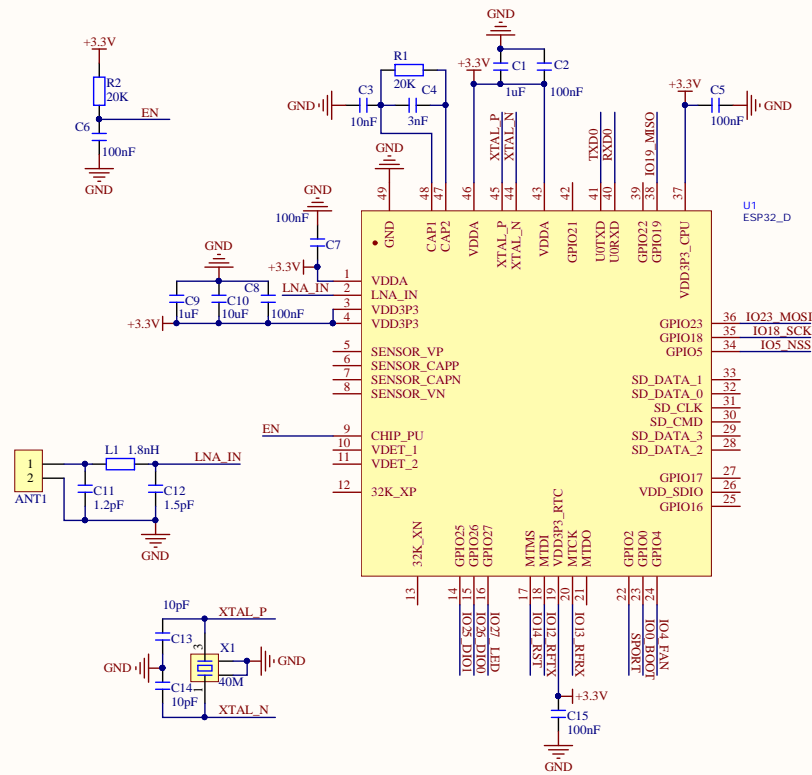 GND
+3.3V
R2
20K
EN
C6
100nF
GND
GND
C3
10nF
R1
20K
C4
3nF
GND
+3.3V
C1
1uF
C2
100nF
XTAL_P
XTAL_N
TXD0
RXD0
IO19_MISO
+3.3V
C5
100nF
GND
GND
49
48
47
46
45
44
43
42
41
40
39
38
37
GND
CAP1
CAP2
VDDA
XTAL_P
XTAL_N
VDDA
GPIO21
U0TXD
U0RXD
GPIO22
GPIO19
VDD3P3_CPU
U1
ESP32_D
GND
100nF
C7
+3.3V
GND
LNA_IN
C9
1uF
C10
10uF
C8
100nF
+3.3V
1 VDDA
2 LNA_IN
3 VDD3P3
4 VDD3P3
5 SENSOR_VP
6 SENSOR_CAPP
7 SENSOR_CAPN
8 SENSOR_VN
EN
9 CHIP_PU
10 VDET_1
11 VDET_2
12 32K_XP
GPIO23 36 IO23_MOSI
GPIO18 35 IO18_SCK
GPIO5 34 IO5_NSS
SD_DATA_1 33
SD_DATA_0 32
SD_CLK 31
SD_CMD 30
SD_DATA_3 29
SD_DATA_2 28
GPIO17 27
VDD_SDIO 26
GPIO16 25
32K_XN
GPIO25
GPIO26
GPIO27
MTMS
MTDI
VDD3P3_RTC
MTCK
MTDO
GPIO2
GPIO0
GPIO4
13
14
15
16
17
18
19
20
21
22
23
24
IO25_DIO1
IO26_DIO0
IO27_LED
IO14_RST
IO12_RFTX
IO13_RFRX
SPORT
IO0_BOOT
IO4_FAN
+3.3V
C15
100nF
GND
1
2
ANT1
L1 1.8nH
LNA_IN
C11
1.2pF
C12
1.5pF
GND
10pF
XTAL_P
C13
GND
3
X1
GND
C14
1
40M
10pF
XTAL_N